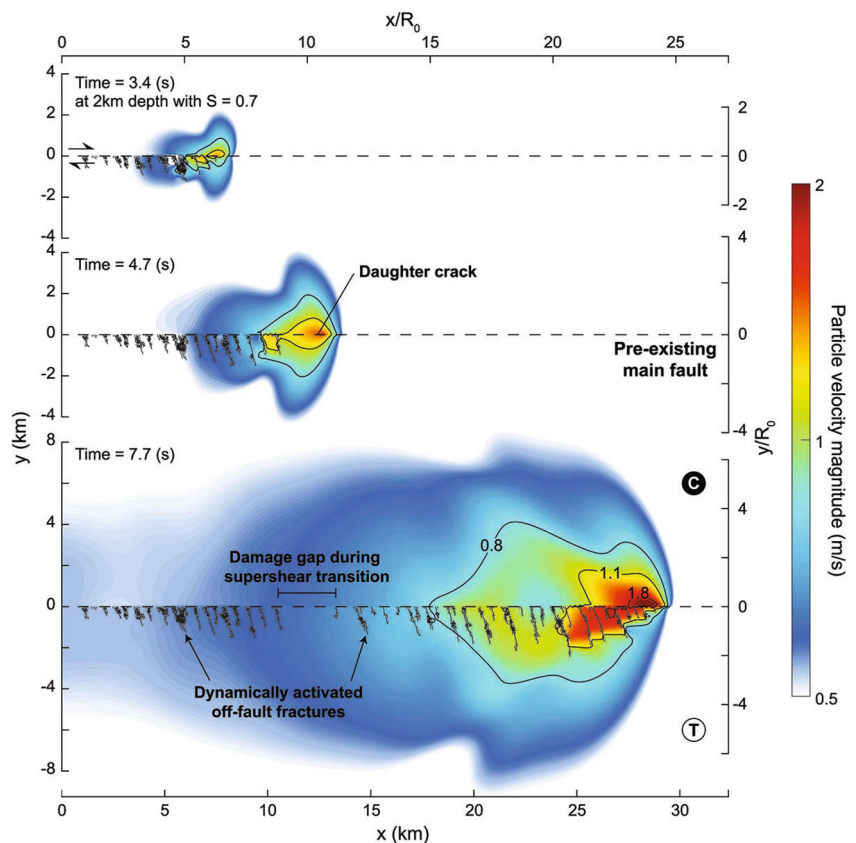 x/R₀
0 5 10 15 20 25
4
2
0
-2
-4
Time = 3.4 (s)
at 2km depth with S = 0.7
2
0
-2
4
2
0
-2
-4
Time = 4.7 (s)
Daughter crack
Pre-existing
main fault
4
0
-4
y (km)
y/R₀
8
4
0
-4
-8
Time = 7.7 (s)
C
0.8
1.1
1.8
Damage gap during
supershear transition
Dynamically activated
off-fault fractures
T
4
0
-4
0 5 10 15 20 25 30
x (km)
2
1
0.5
Particle velocity magnitude (m/s)